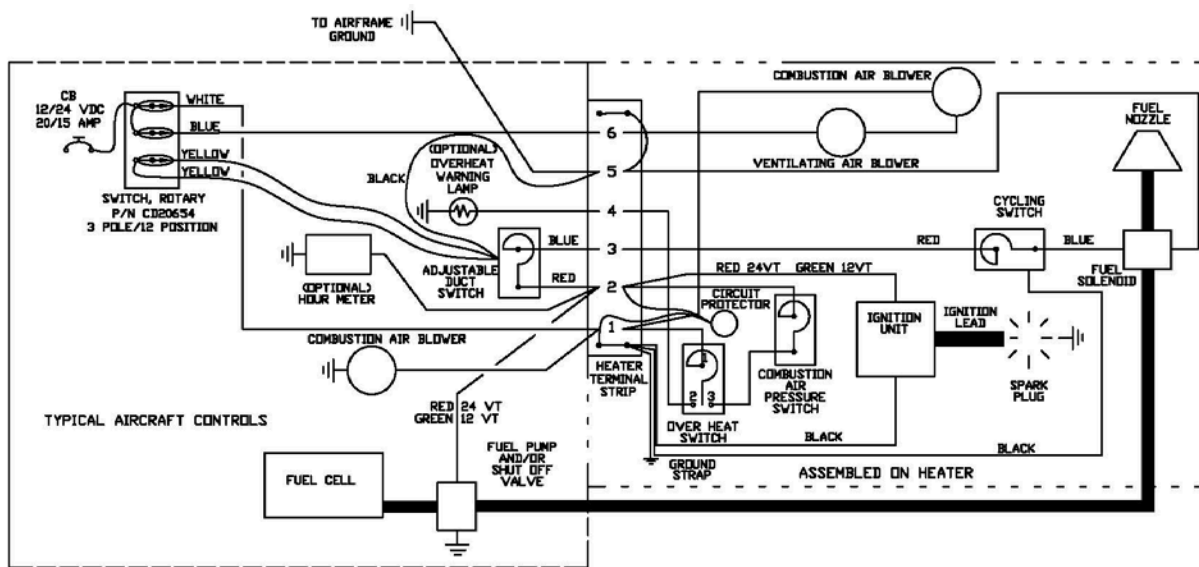 TO AIRFRAME
GROUND
CB
12/24 VDC
20/15 AMP
WHITE
BLUE
YELLOW
YELLOW
SWITCH, ROTARY
P/N CD20654
3 POLE/12 POSITION
BLACK
(OPTIONAL)
OVERHEAT
WARNING
LAMP
(OPTIONAL)
HOUR METER
ADJUSTABLE
DUCT
SWITCH
BLUE
RED
COMBUSTION AIR BLOWER
RED 24 VT
GREEN 12 VT
TYPICAL AIRCRAFT CONTROLS
FUEL CELL
FUEL PUMP
AND/OR
SHUT OFF
VALVE
6
5
4
3
2
1
HEATER
TERMINAL
STRIP
COMBUSTION AIR BLOWER
VENTILATING AIR BLOWER
FUEL
NOZZLE
CYCLING
SWITCH
RED
BLUE
FUEL
SOLENOID
RED 24VT GREEN 12VT
CIRCUIT
PROTECTOR
IGNITION
UNIT
IGNITION
LEAD
SPARK
PLUG
COMBUSTION
AIR
PRESSURE
SWITCH
1
2 3
OVER HEAT
SWITCH
BLACK
BLACK
GROUND
STRAP
ASSEMBLED ON HEATER